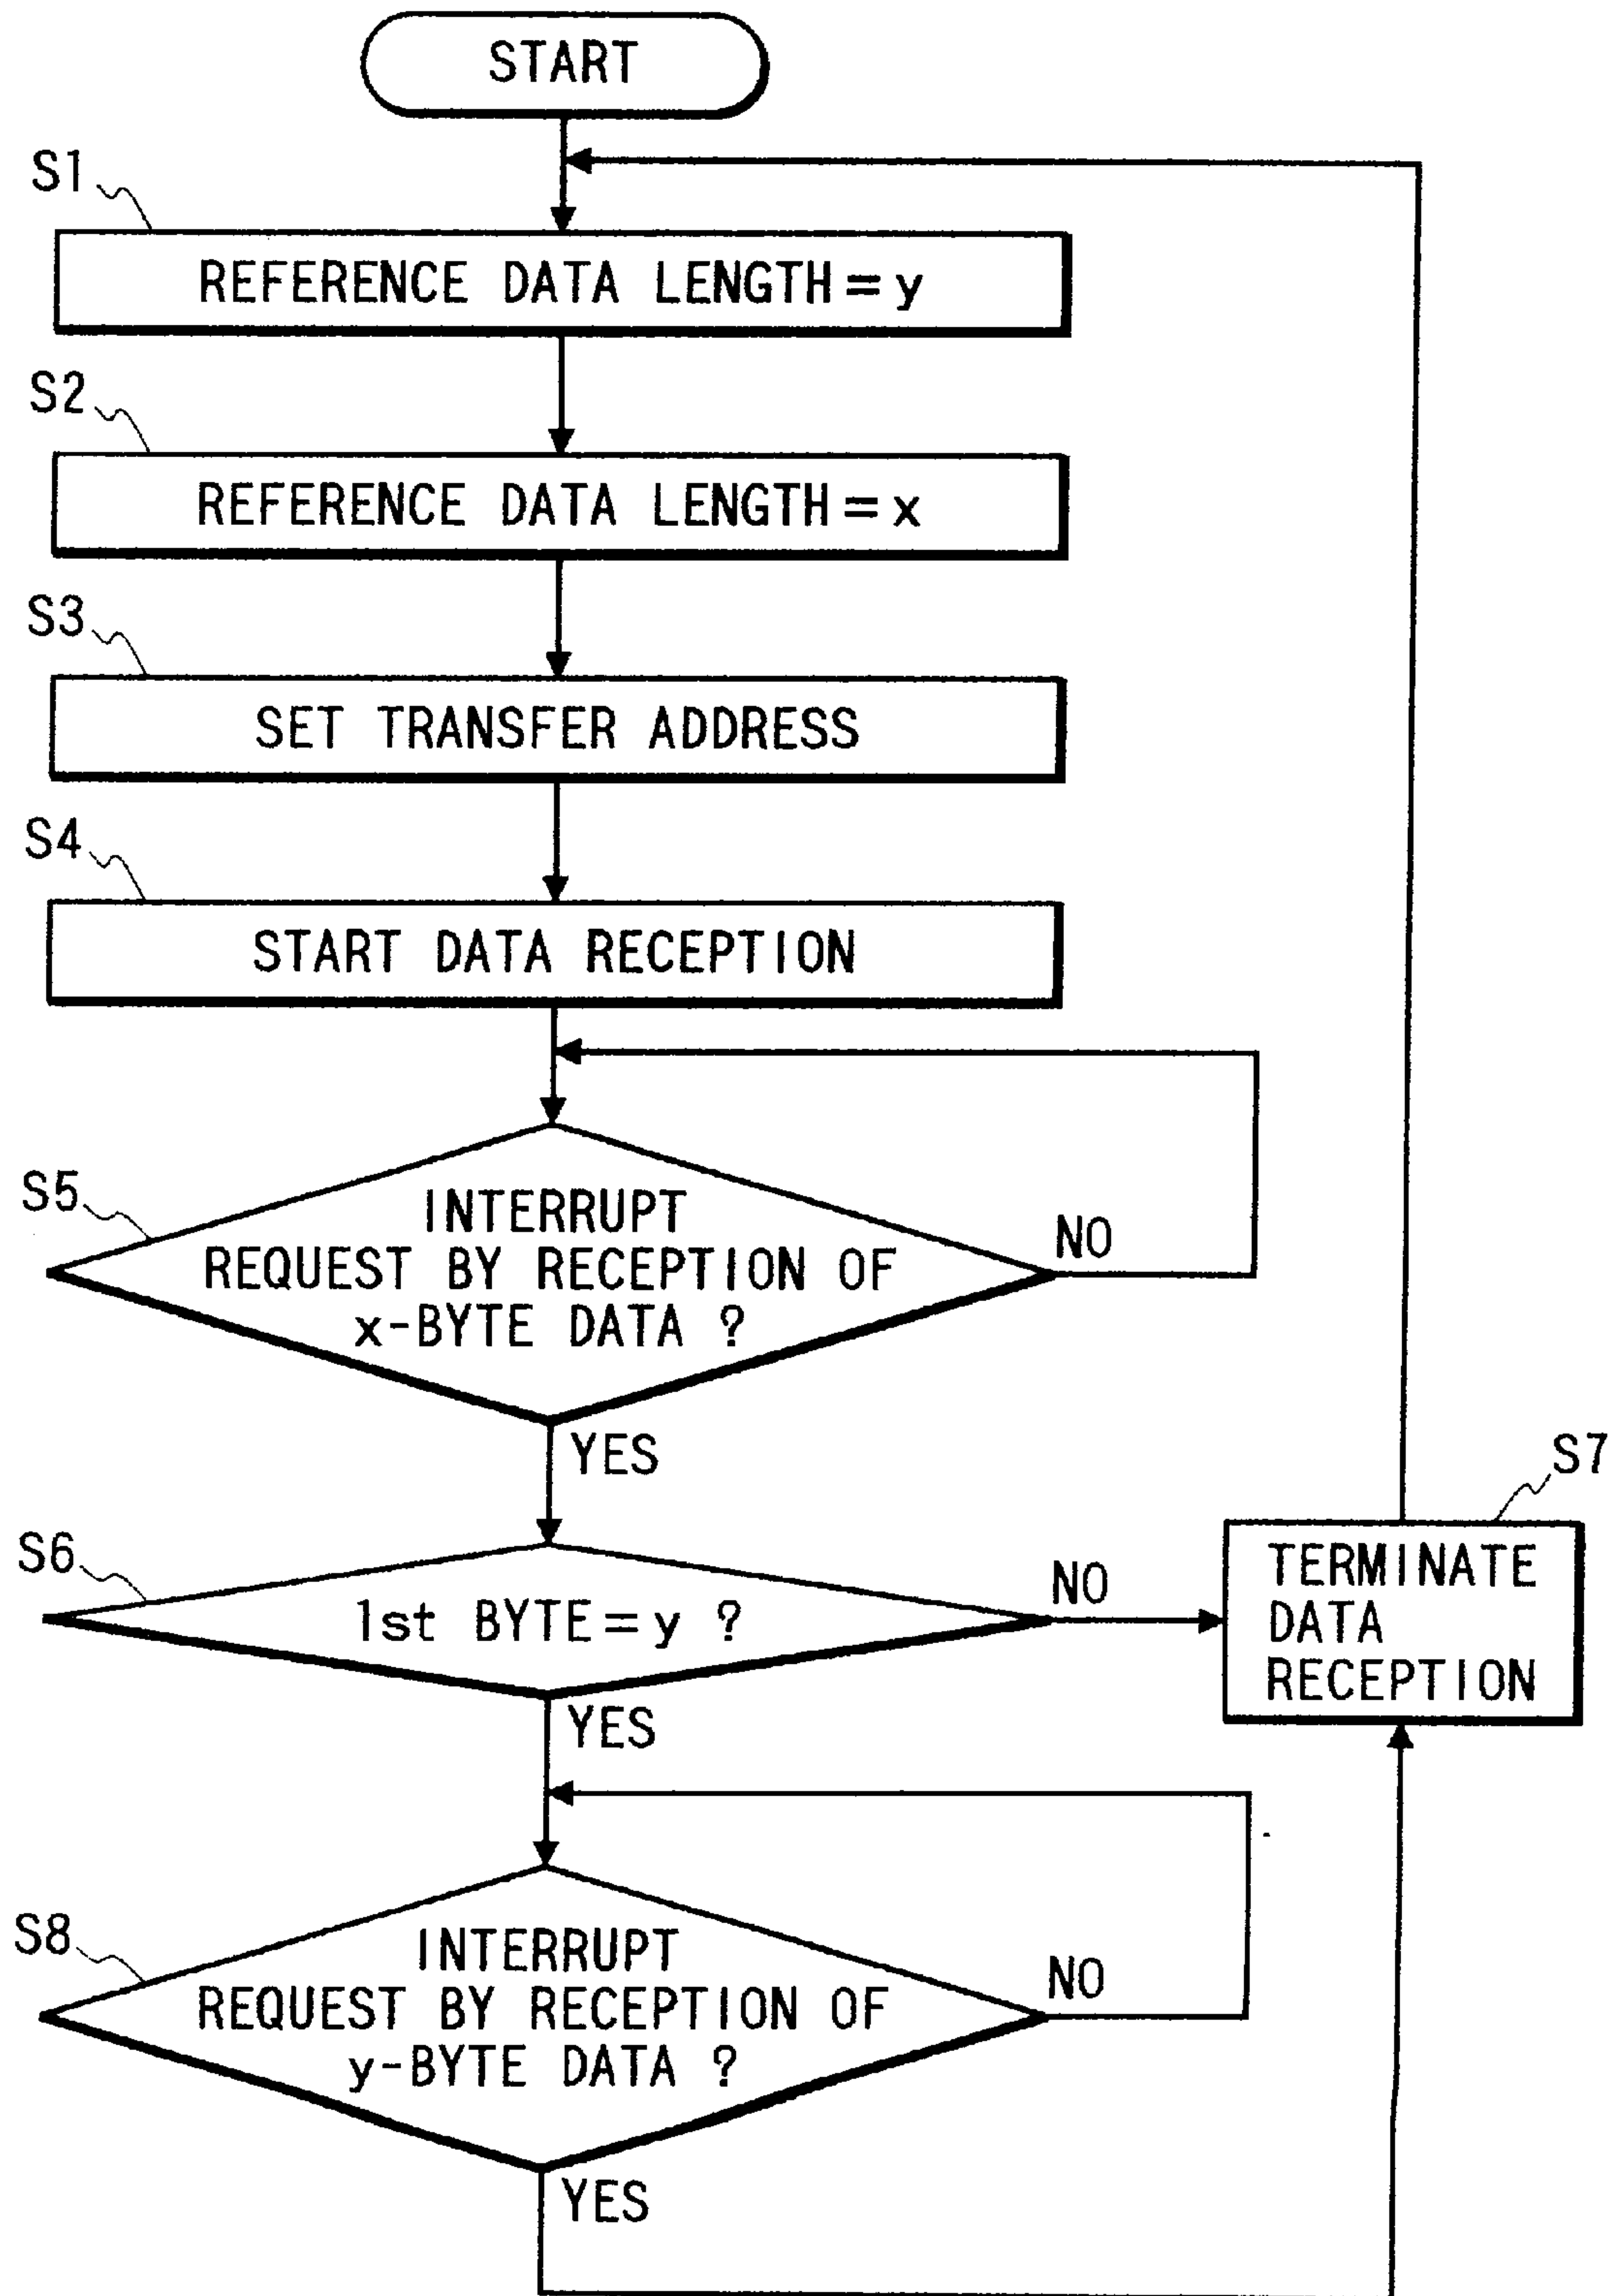 START
S1
REFERENCE DATA LENGTH = y
S2
REFERENCE DATA LENGTH = x
S3
SET TRANSFER ADDRESS
S4
START DATA RECEPTION
S5
INTERRUPT
REQUEST BY RECEPTION OF
x-BYTE DATA ?
NO
YES
S6
1st BYTE = y ?
NO
S7
TERMINATE
DATA
RECEPTION
YES
S8
INTERRUPT
REQUEST BY RECEPTION OF
y-BYTE DATA ?
NO
YES